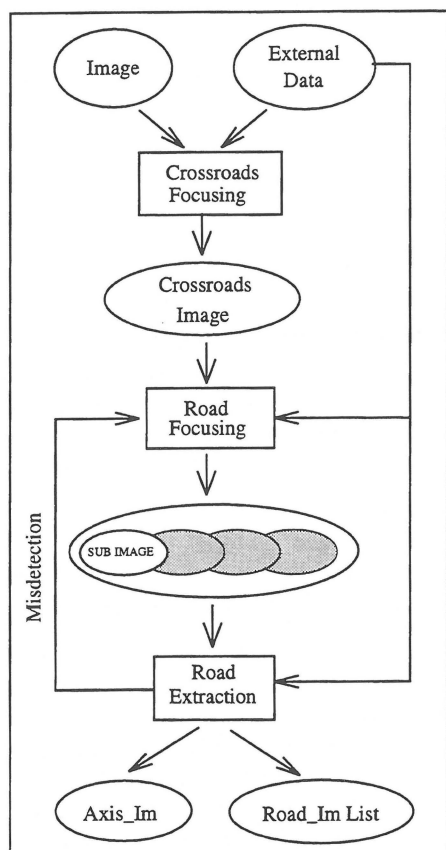 Image
External
Data
Crossroads
Focusing
Crossroads
Image
Road
Focusing
Misdetection
SUB IMAGE
Road
Extraction
Axis_Im
Road_Im List